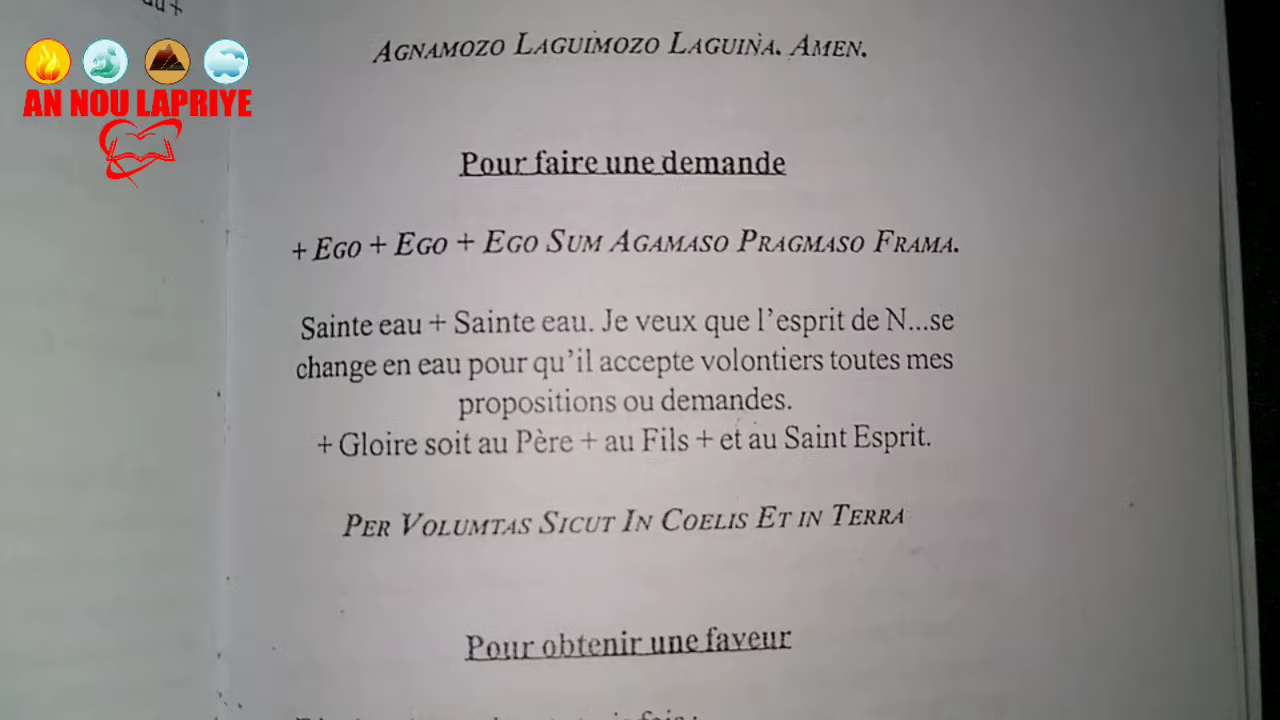 AN NOU LAPRIYE
AGNAMOZO LAGUIMOZO LAGUINA. AMEN.
Pour faire une demande
+ EGO + EGO + EGO SUM AGAMASO PRAGMASO FRAMA.
Sainte eau + Sainte eau. Je veux que l'esprit de N...se
change en eau pour qu'il accepte volontiers toutes mes
propositions ou demandes.
+ Gloire soit au Père + au Fils + et au Saint Esprit.
PER VOLUMTAS SICUT IN COELIS ET IN TERRA
Pour obtenir une faveur